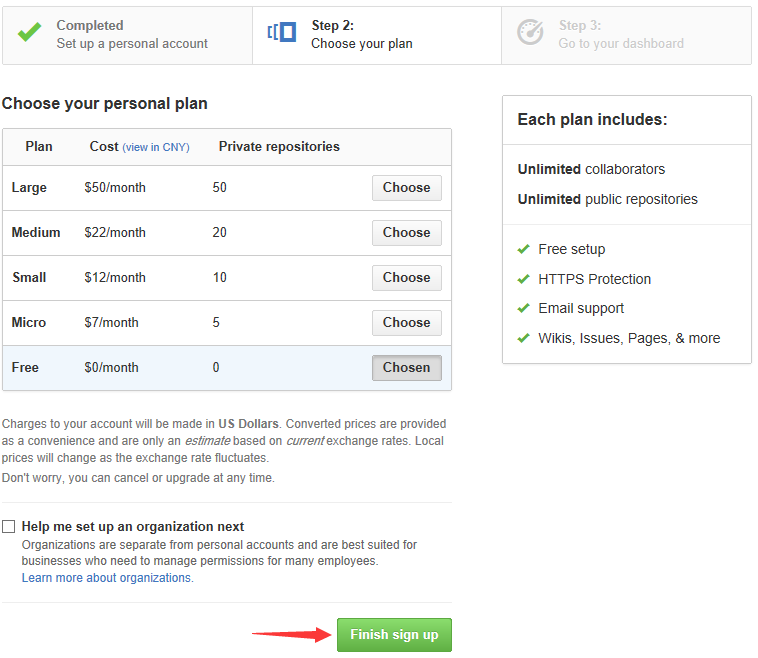 Completed
Set up a personal account
Step 2:
Choose your plan
Step 3:
Go to your dashboard
Choose your personal plan
Plan Cost (view in CNY) Private repositories
Large $50/month 50 Choose
Medium $22/month 20 Choose
Small $12/month 10 Choose
Micro $7/month 5 Choose
Free $0/month 0 Chosen
Charges to your account will be made in US Dollars. Converted prices are provided
as a convenience and are only an estimate based on current exchange rates. Local
prices will change as the exchange rate fluctuates.
Don't worry, you can cancel or upgrade at any time.
Help me set up an organization next
Organizations are separate from personal accounts and are best suited for
businesses who need to manage permissions for many employees.
Learn more about organizations.
Finish sign up
Each plan includes:
Unlimited collaborators
Unlimited public repositories
Free setup
HTTPS Protection
Email support
Wikis, Issues, Pages, & more